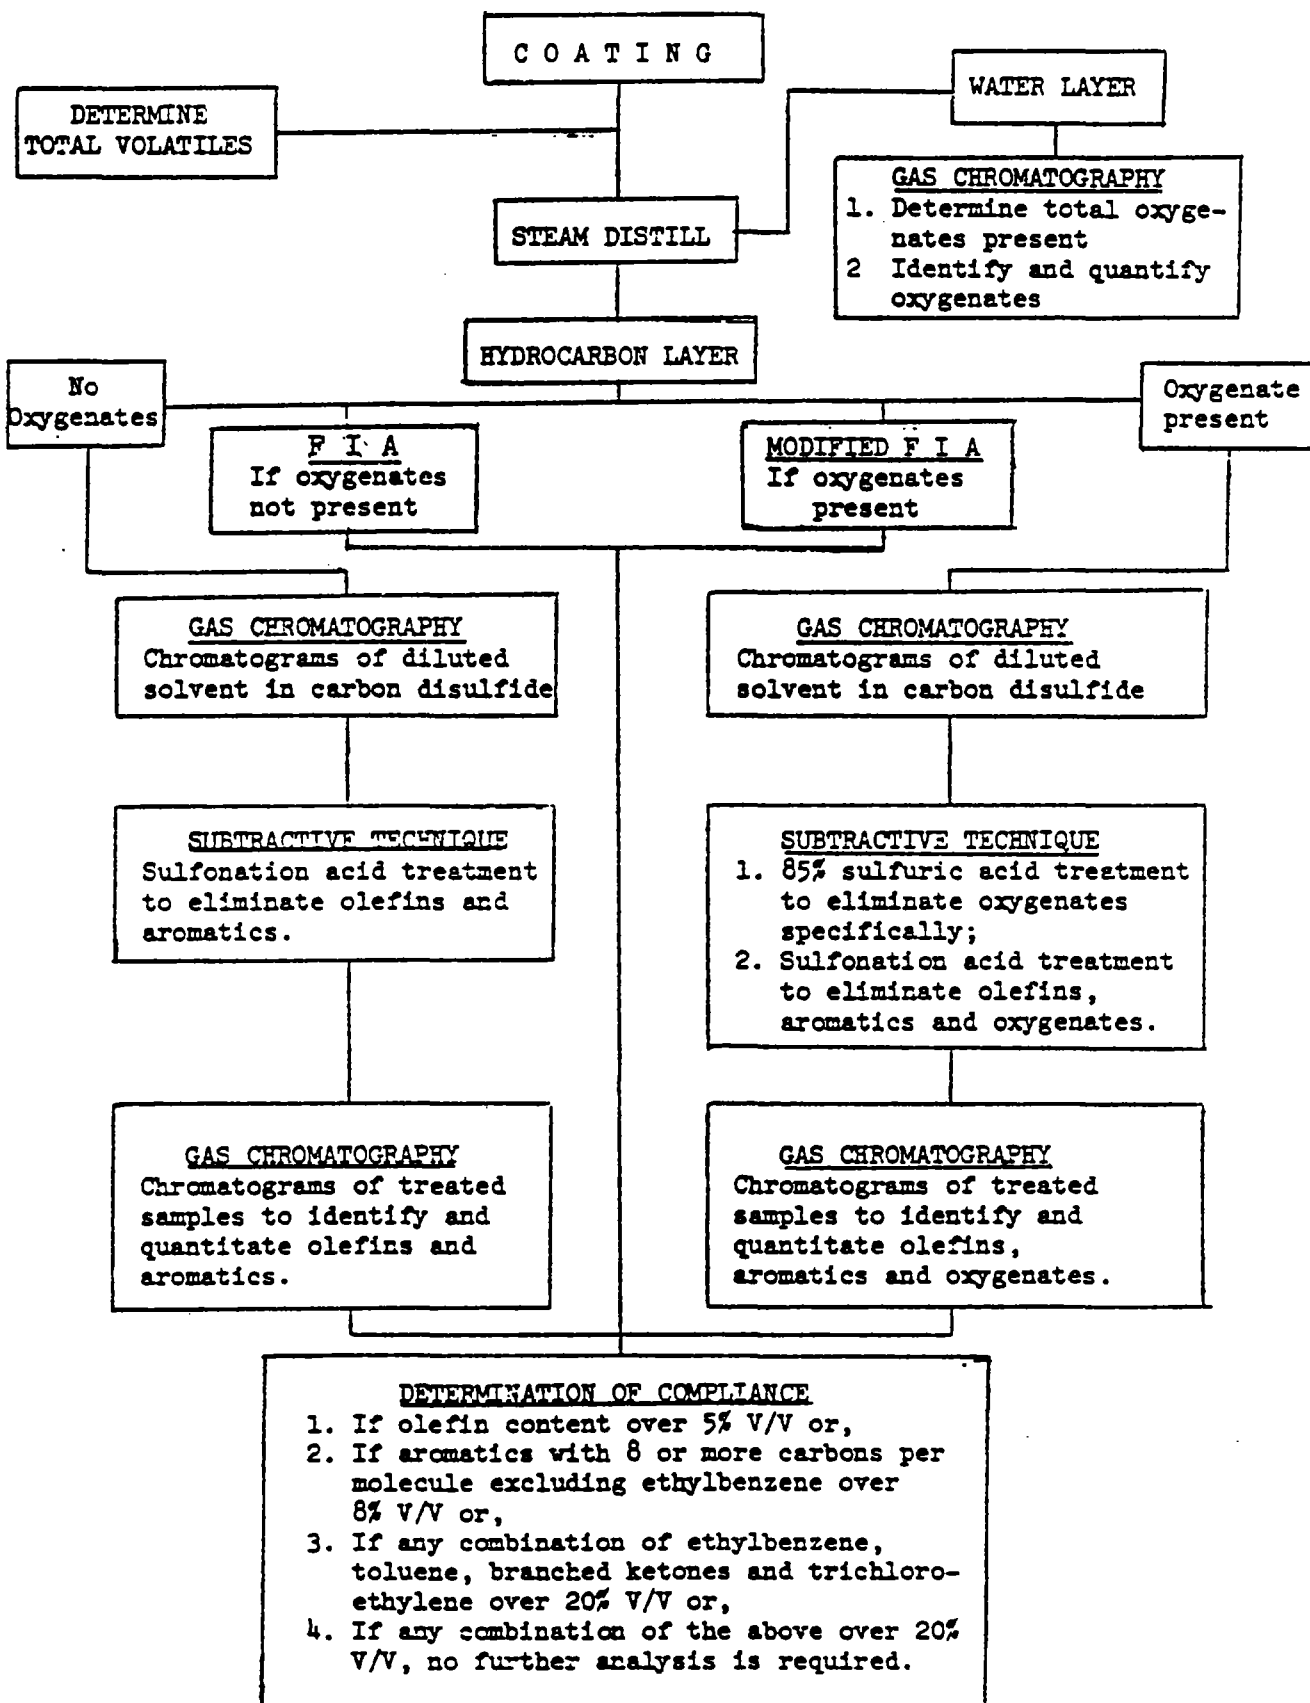 C O A T I N G
DETERMINE
TOTAL VOLATILES
WATER LAYER
GAS CHROMATOGRAPHY
1. Determine total oxyge-
nates present
2 Identify and quantify
oxygenates
STEAM DISTILL
HYDROCARBON LAYER
No
Oxygenates
Oxygenate
present
F I A
If oxygenates
not present
MODIFIED F I A
If oxygenates
present
GAS CHROMATOGRAPHY
Chromatograms of diluted
solvent in carbon disulfide
GAS CHROMATOGRAPHY
Chromatograms of diluted
solvent in carbon disulfide
SUBTRACTIVE TECHNIQUE
Sulfonation acid treatment
to eliminate olefins and
aromatics.
SUBTRACTIVE TECHNIQUE
1. 85% sulfuric acid treatment
to eliminate oxygenates
specifically;
2. Sulfonation acid treatment
to eliminate olefins,
aromatics and oxygenates.
GAS CHROMATOGRAPHY
Chromatograms of treated
samples to identify and
quantitate olefins and
aromatics.
GAS CHROMATOGRAPHY
Chromatograms of treated
samples to identify and
quantitate olefins,
aromatics and oxygenates.
DETERMINATION OF COMPLIANCE
1. If olefin content over 5% V/V or,
2. If aromatics with 8 or more carbons per
molecule excluding ethylbenzene over
8% V/V or,
3. If any combination of ethylbenzene,
toluene, branched ketones and trichloro-
ethylene over 20% V/V or,
4. If any combination of the above over 20%
V/V, no further analysis is required.